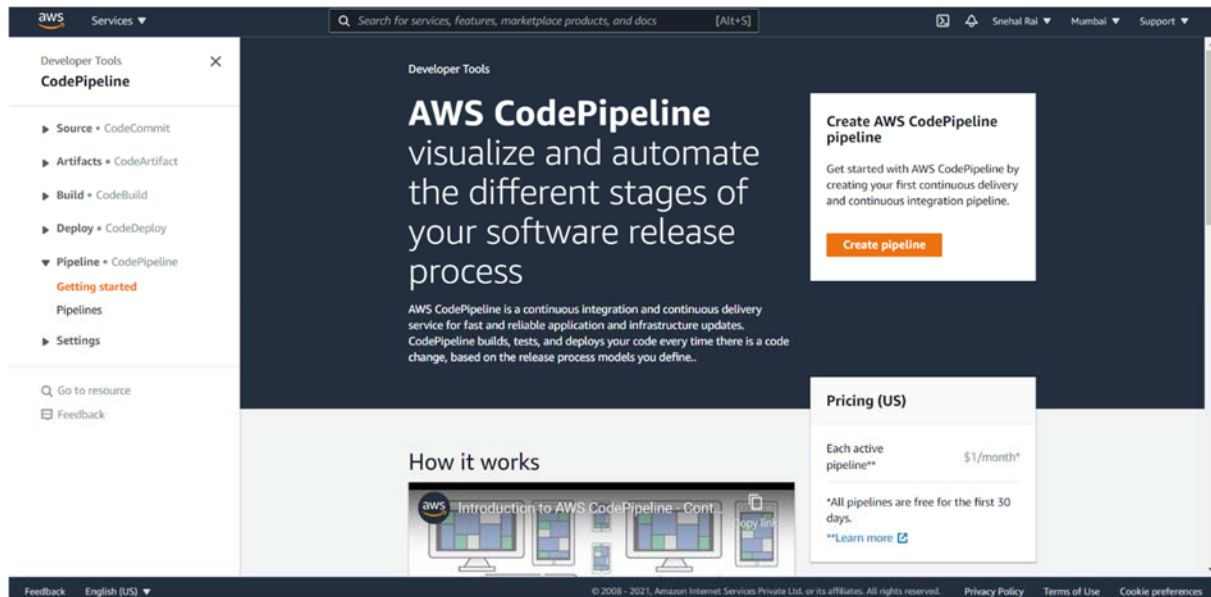 aws Services ▼ Search for services, features, marketplace products, and docs [Alt+S] Snehal Rai ▼ Mumbai ▼ Support ▼
Developer Tools
CodePipeline
Source • CodeCommit
Artifacts • CodeArtifact
Build • CodeBuild
Deploy • CodeDeploy
Pipeline • CodePipeline
Getting started
Pipelines
Settings
Go to resource
Feedback
Developer Tools
AWS CodePipeline
visualize and automate
the different stages of
your software release
process
AWS CodePipeline is a continuous integration and continuous delivery
service for fast and reliable application and infrastructure updates.
CodePipeline builds, tests, and deploys your code every time there is a code
change, based on the release process models you define..
Create AWS CodePipeline
pipeline
Get started with AWS CodePipeline by
creating your first continuous delivery
and continuous integration pipeline.
Create pipeline
Pricing (US)
Each active
pipeline** $1/month*
*All pipelines are free for the first 30
days.
**Learn more
How it works
aws Introduction to AWS CodePipeline - Cont...
Copy link
Feedback English (US) ▼ © 2008 - 2021, Amazon Internet Services Private Ltd. or its affiliates. All rights reserved. Privacy Policy Terms of Use Cookie preferences